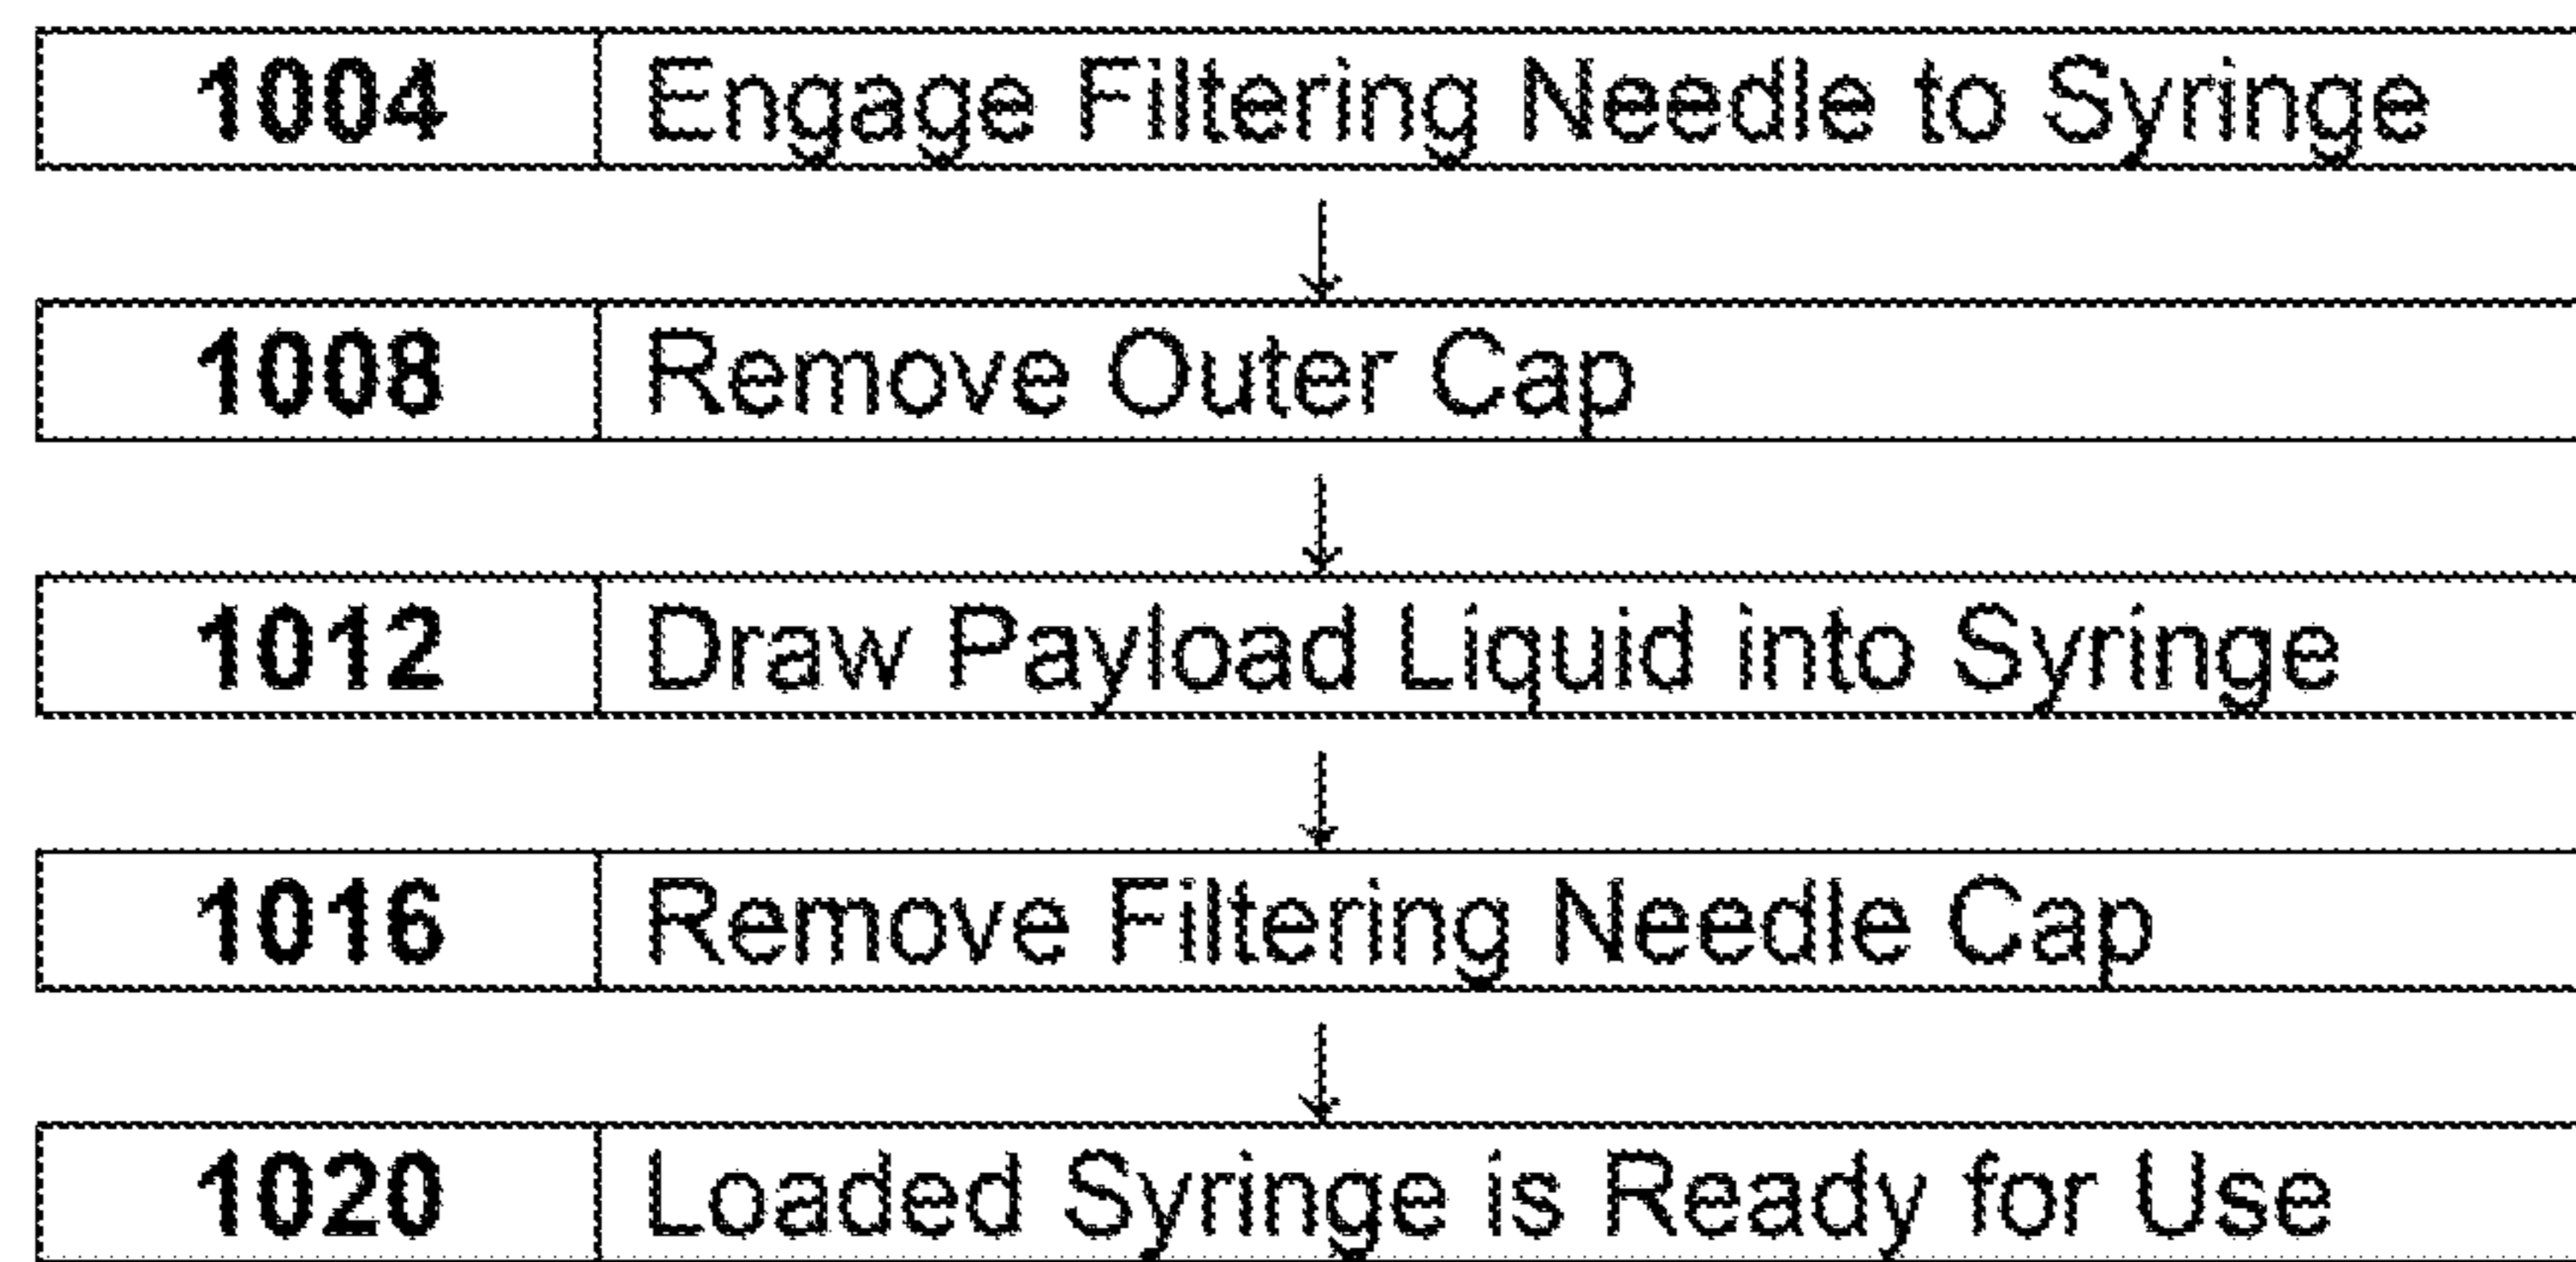 1004 Engage Filtering Needle to Syringe
1008 Remove Outer Cap
1012 Draw Payload Liquid into Syringe
1016 Remove Filtering Needle Cap
1020 Loaded Syringe is Ready for Use